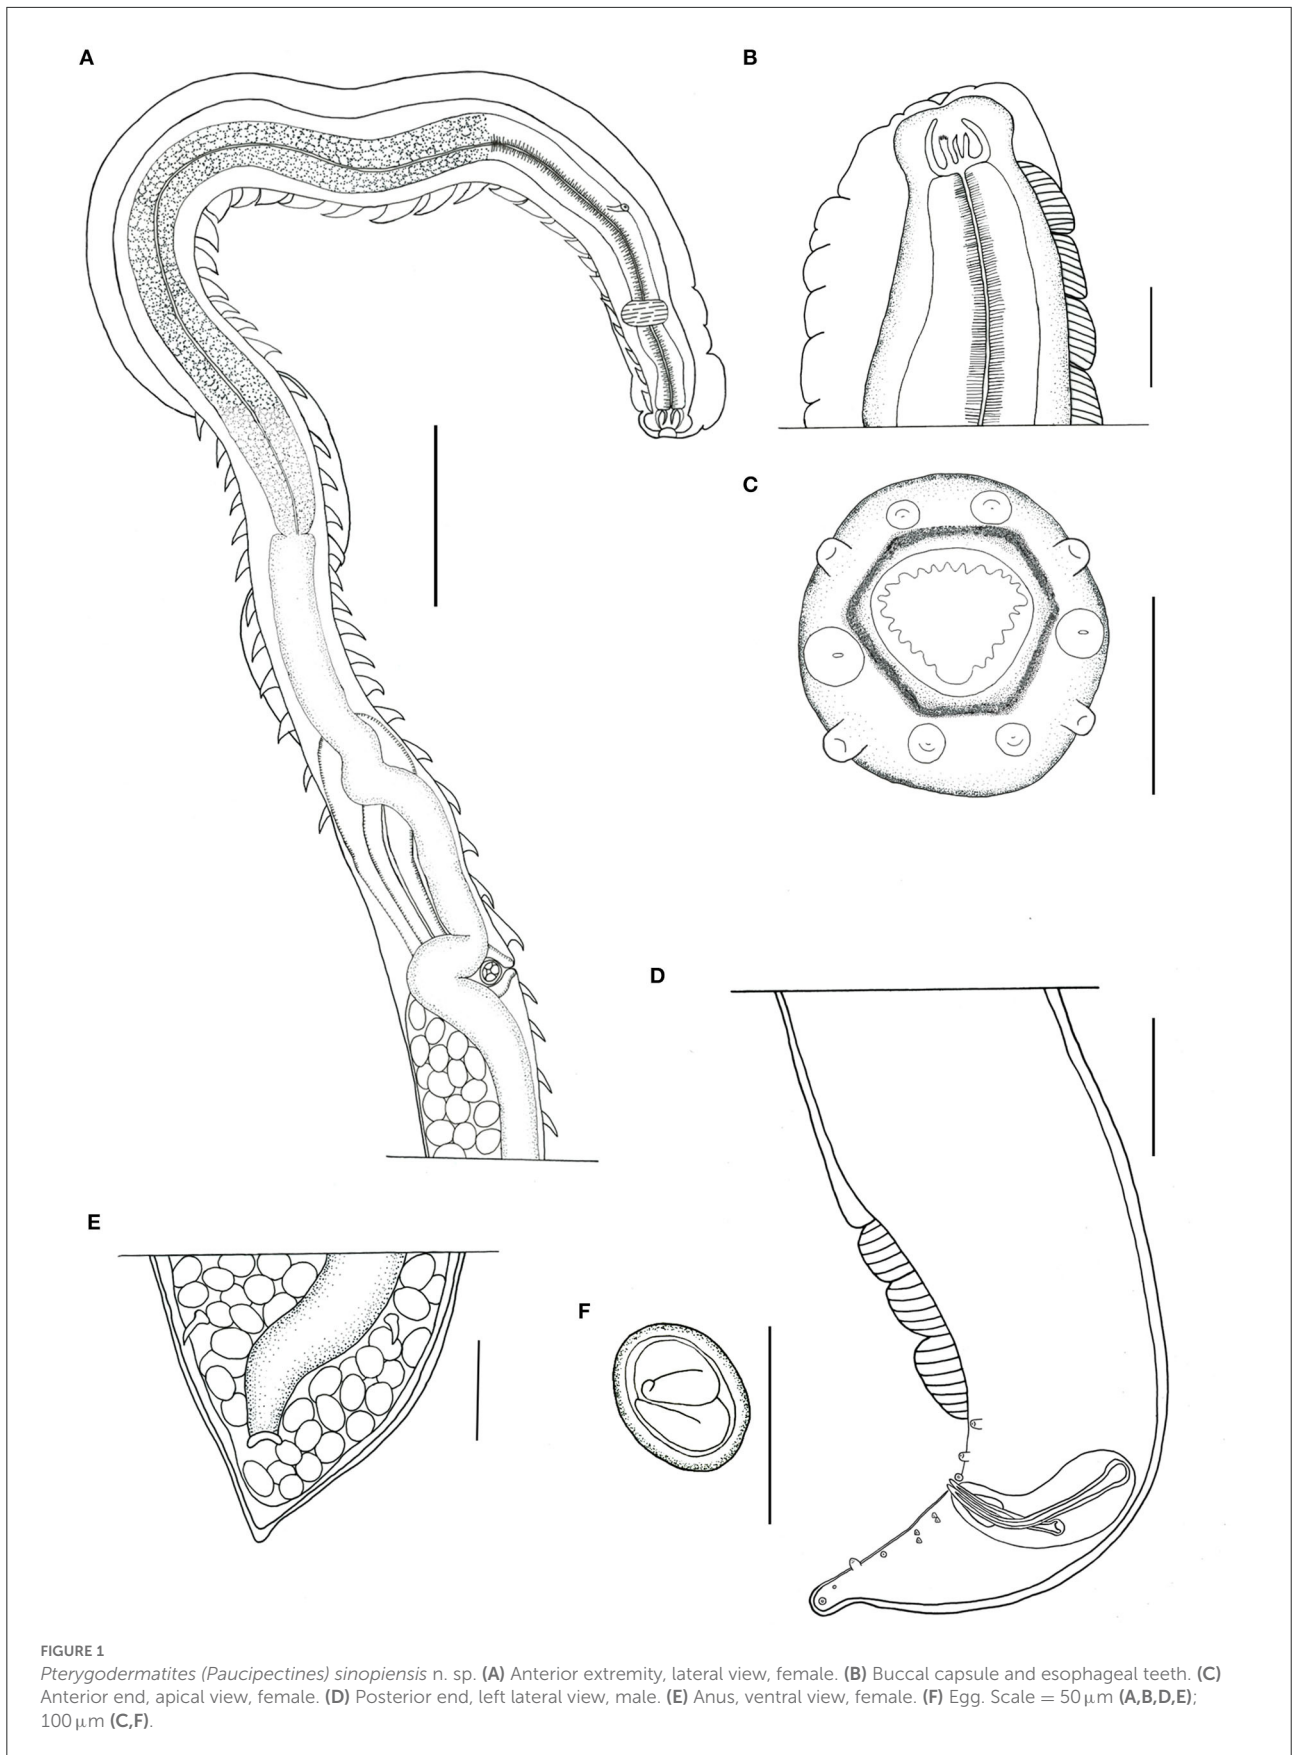 A
B
C
D
E
F
FIGURE 1
Pterygodermatites (Paucipectines) sinopiensis n. sp. (A) Anterior extremity, lateral view, female. (B) Buccal capsule and esophageal teeth. (C)
Anterior end, apical view, female. (D) Posterior end, left lateral view, male. (E) Anus, ventral view, female. (F) Egg. Scale = 50 μm (A,B,D,E);
100 μm (C,F).